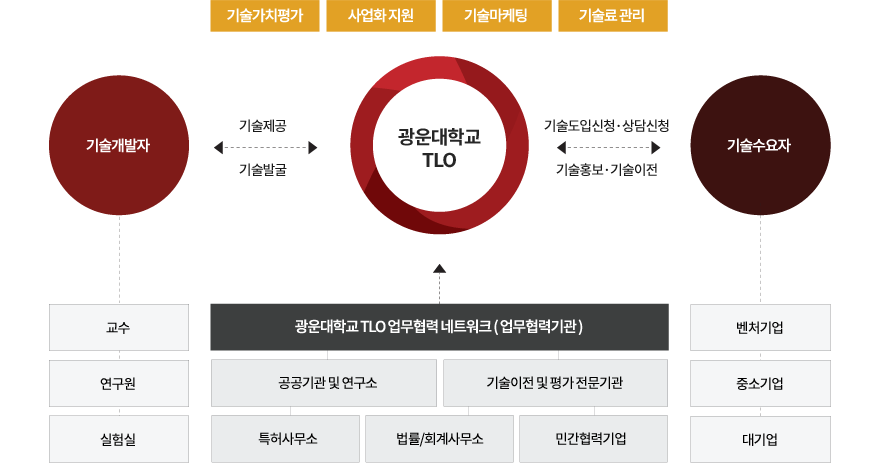 기술가치평가
사업화 지원
기술마케팅
기술료 관리
기술개발자
기술제공
기술발굴
광운대학교
TLO
기술도입신청·상담신청
기술홍보·기술이전
기술수요자
교수
연구원
실험실
광운대학교 TLO 업무협력 네트워크 ( 업무협력기관 )
공공기관 및 연구소
기술이전 및 평가 전문기관
특허사무소
법률/회계사무소
민간협력기업
벤처기업
중소기업
대기업